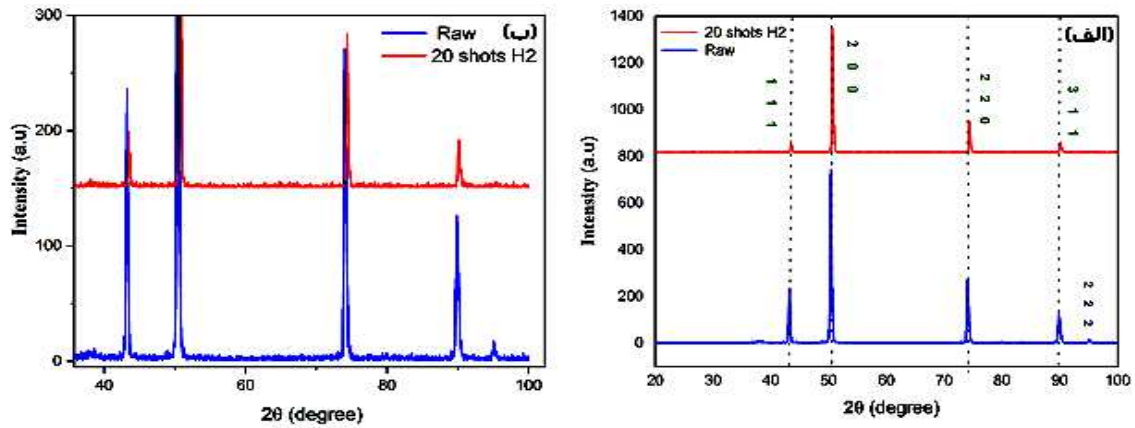 300
200
100
0
Intensity (a.u)
Raw
20 shots H2
(ب)
40
60
80
100
2θ (degree)
1400
1200
1000
800
600
400
200
0
Intensity (a.u)
20 shots H2
Raw
(الف)
1 1 1
2 0 0
2 2 0
3 1 1
2 2 2
20
30
40
50
60
70
80
90
100
2θ (degree)